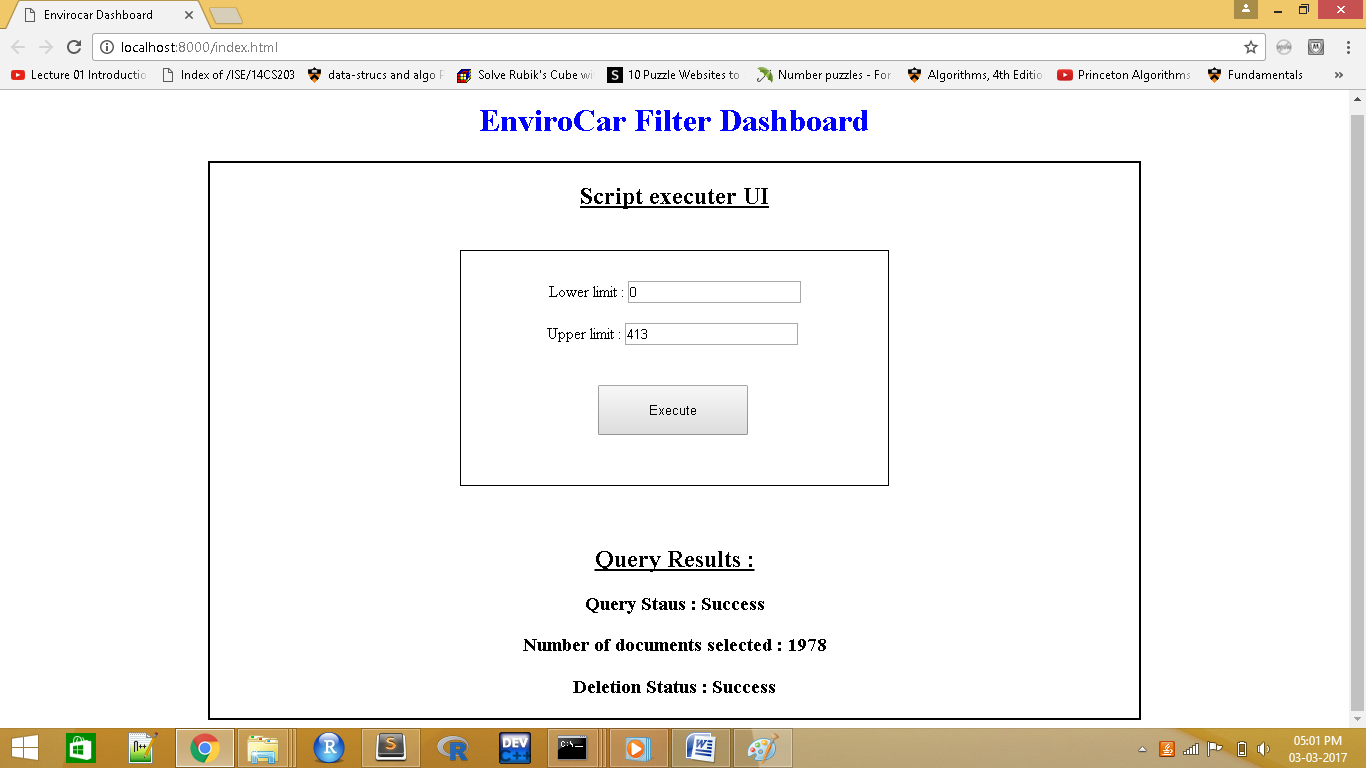 Envirocar Dashboard
localhost:8000/index.html
Lecture 01 Introductio Index of /ISE/14CS203 data-strucs and algo Solve Rubik's Cube wi S 10 Puzzle Websites to Number puzzles - For Algorithms, 4th Editio Princeton Algorithms Fundamentals »
EnviroCar Filter Dashboard
Script executer UI
Lower limit : 0
Upper limit : 413
Execute
Query Results :
Query Staus : Success
Number of documents selected : 1978
Deletion Status : Success
N++ R S R DEV C++ C:\. W
05:01 PM
03-03-2017